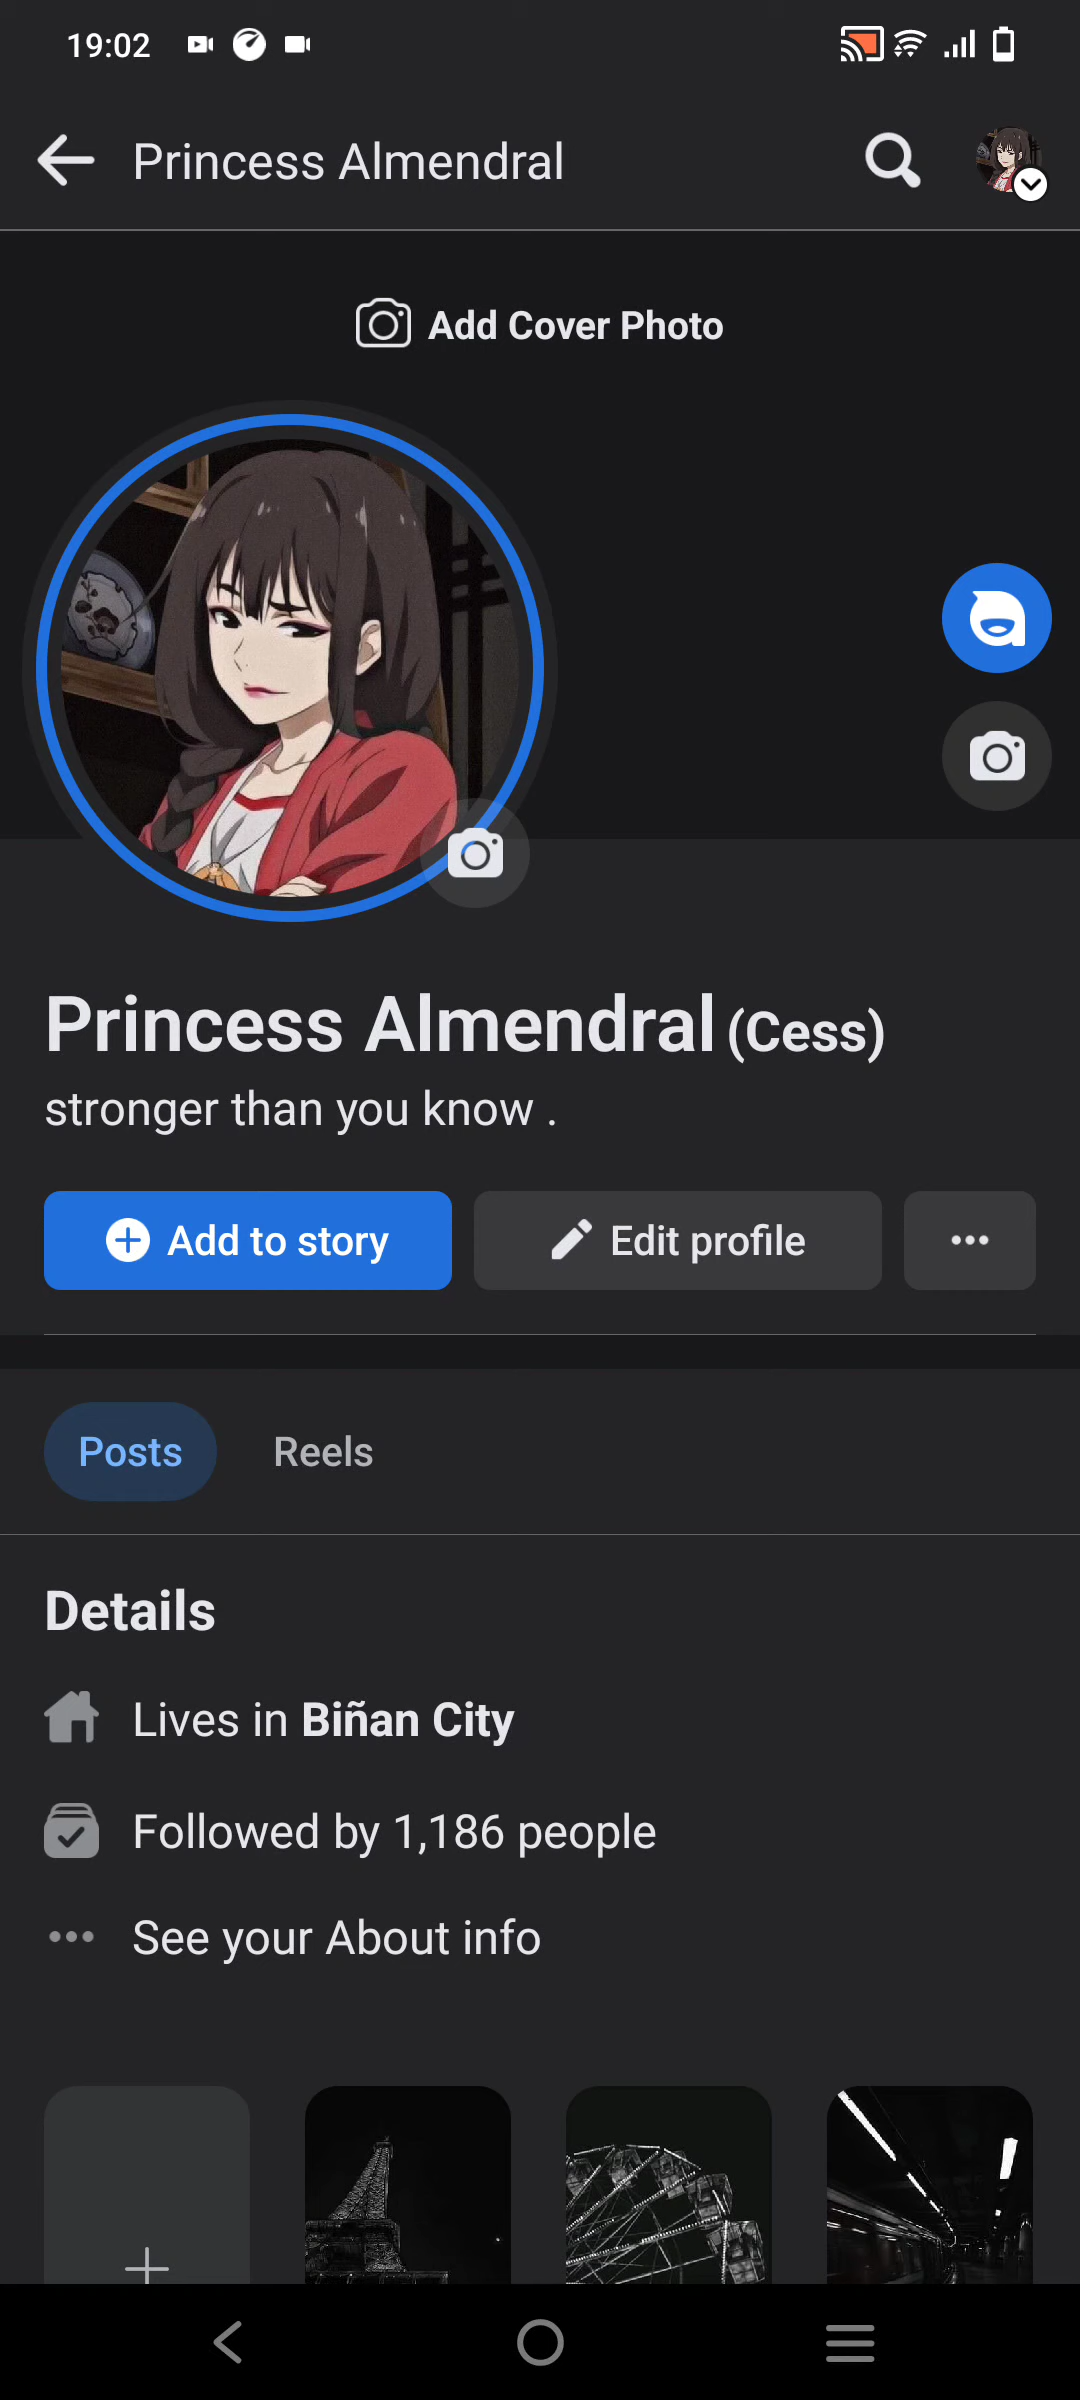 19:02
Princess Almendral
Add Cover Photo
Princess Almendral (Cess)
stronger than you know .
Add to story
Edit profile
Posts
Reels
Details
Lives in Biñan City
Followed by 1,186 people
See your About info